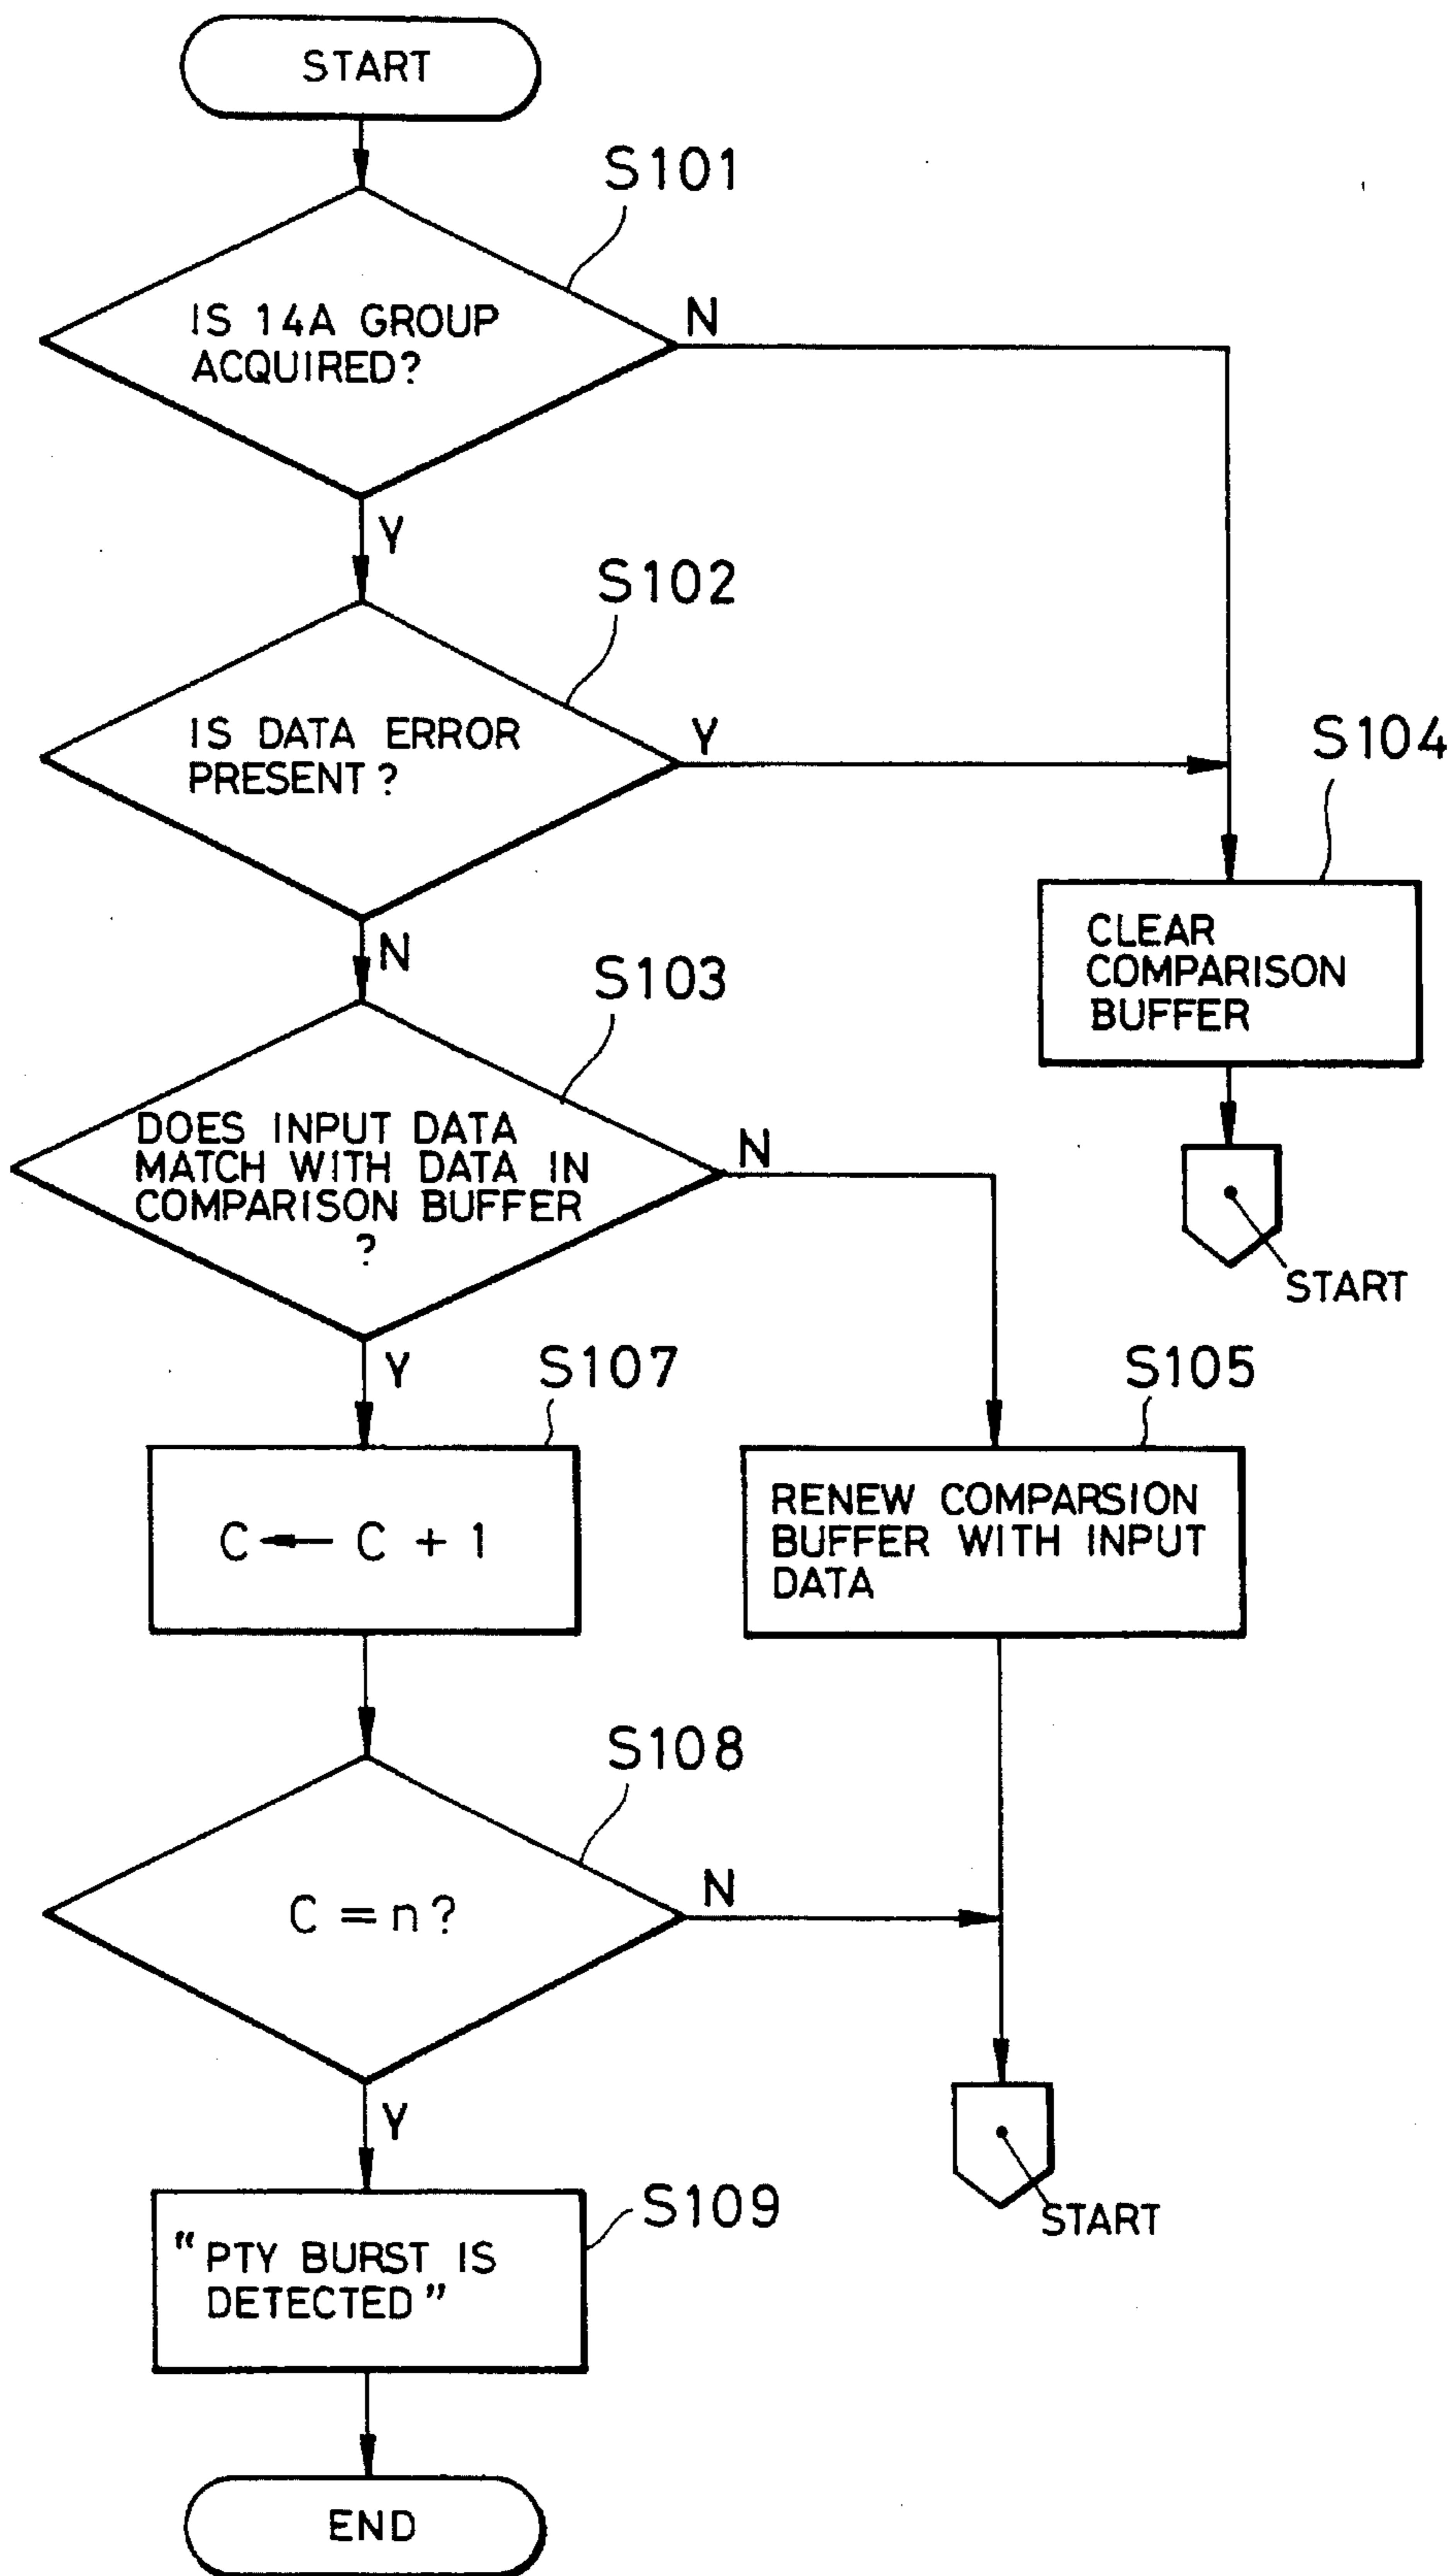 START
S101
IS 14A GROUP
ACQUIRED?
N
Y
S102
IS DATA ERROR
PRESENT?
Y
S104
CLEAR
COMPARISON
BUFFER
N
S103
DOES INPUT DATA
MATCH WITH DATA IN
COMPARISON BUFFER
?
N
START
Y
S107
S105
C ← C + 1
RENEW COMPARSION
BUFFER WITH INPUT
DATA
S108
C = n?
N
Y
START
S109
"PTY BURST IS
DETECTED"
END